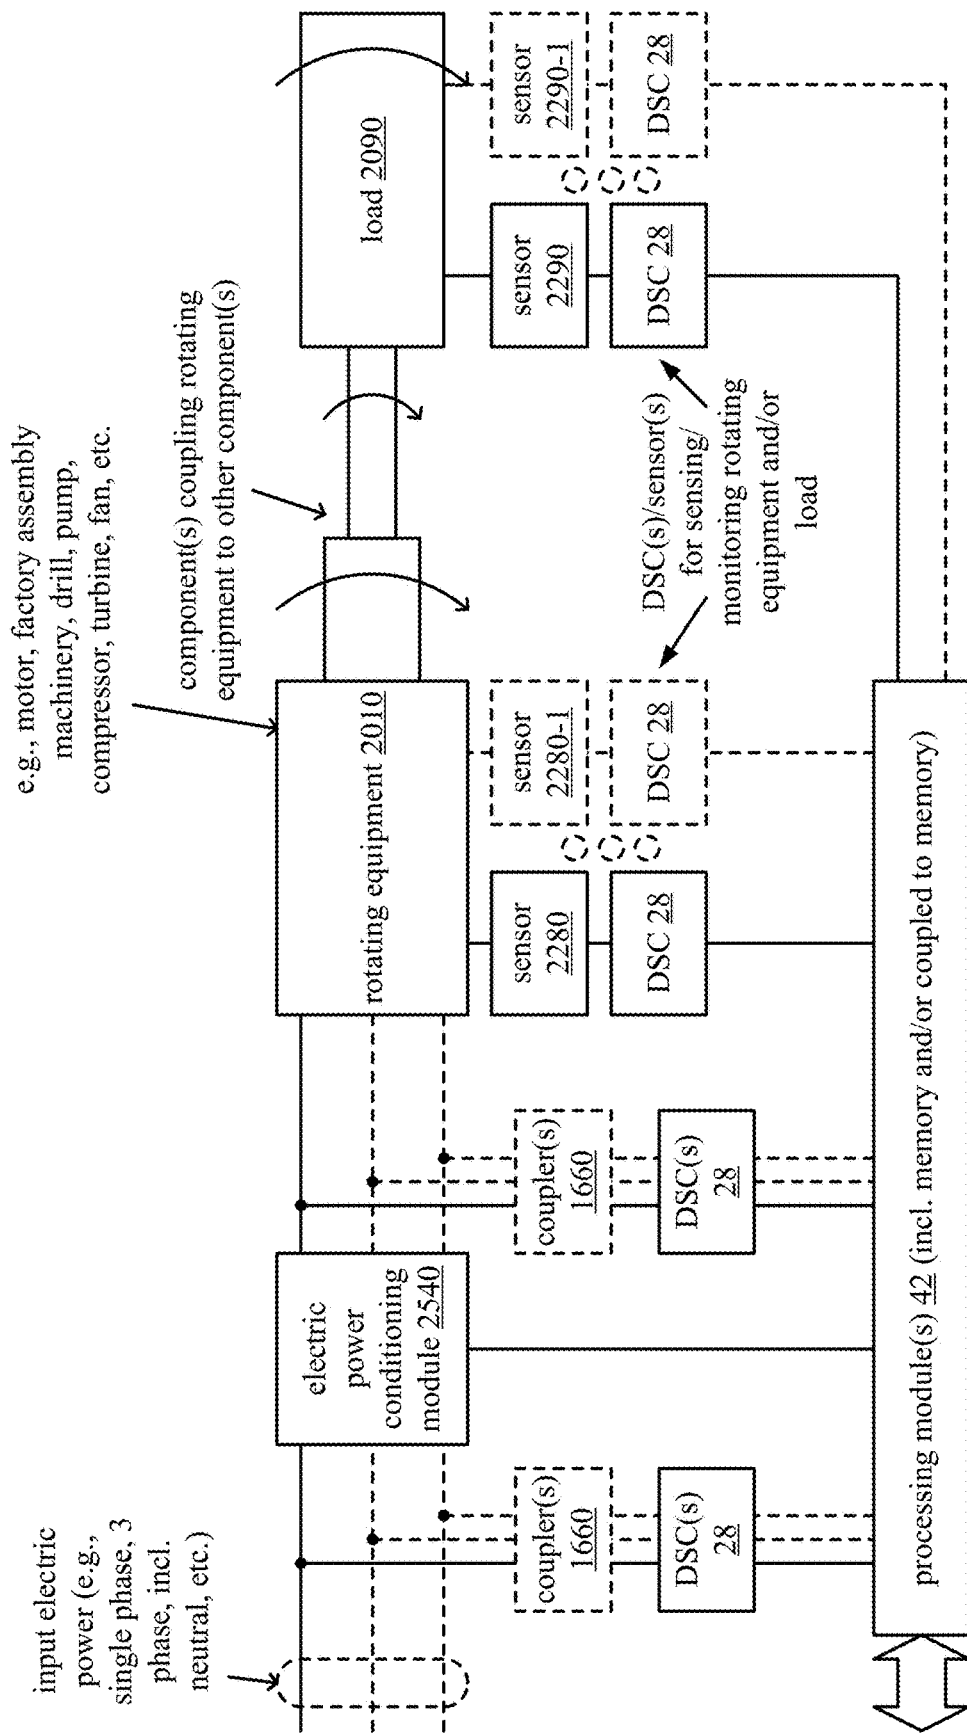 input electric
power (e.g.,
single phase, 3
phase, incl.
neutral, etc.)
e.g., motor, factory assembly
machinery, drill, pump,
compressor, turbine, fan, etc.
component(s) coupling rotating
equipment to other component(s)
electric
power
conditioning
module 2540
rotating equipment 2010
load 2090
coupler(s)
1660
DSC(s)
28
coupler(s)
1660
DSC(s)
28
sensor
2280
DSC 28
sensor
2280-1
DSC 28
DSC(s)/sensor(s)
for sensing/
monitoring rotating
equipment and/or
load
sensor
2290
DSC 28
sensor
2290-1
DSC 28
processing module(s) 42 (incl. memory and/or coupled to memory)